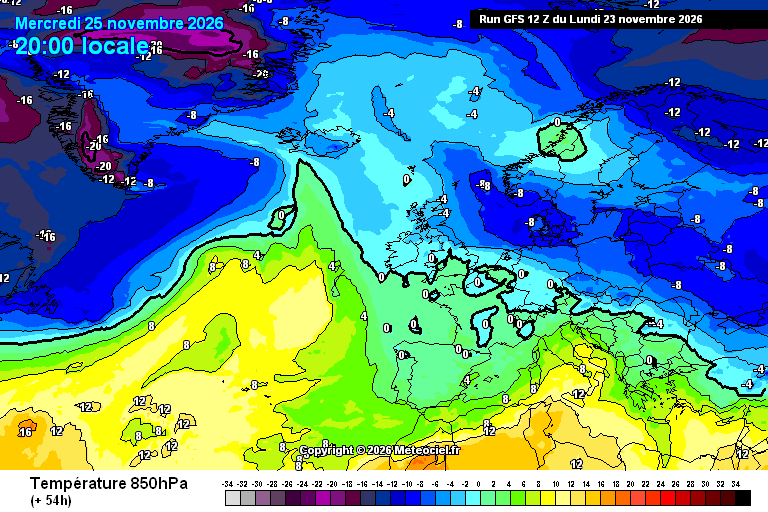 Mercredi 25 novembre 2026
20:00 locale
Run GFS 12 Z du Lundi 23 novembre 2026
Copyright © 2026 Meteociel.fr
Température 850hPa
(+ 54h)
-34 -32 -30 -28 -26 -24 -22 -20 -18 -16 -14 -12 -10 -8 -6 -4 -2 0 2 4 6 8 10 12 14 16 18 20 22 24 26 28 30 32 34